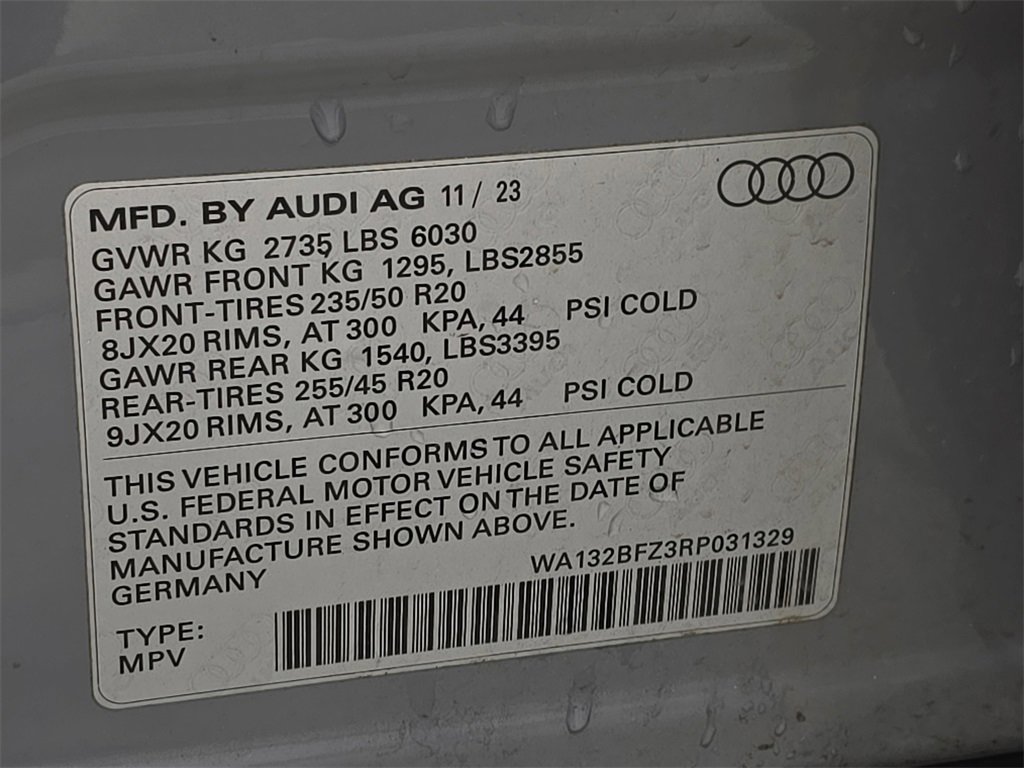 MFD. BY AUDI AG 11/ 23
GVWR KG 2735 LBS 6030
GAWR FRONT KG 1295, LBS2855
FRONT-TIRES 235/50 R20
8JX20 RIMS, AT 300 KPA, 44 PSI COLD
GAWR REAR KG 1540, LBS3395
REAR-TIRES 255/45 R20
9JX20 RIMS, AT 300 KPA, 44 PSI COLD
THIS VEHICLE CONFORMS TO ALL APPLICABLE
U.S. FEDERAL MOTOR VEHICLE SAFETY
STANDARDS IN EFFECT ON THE DATE OF
MANUFACTURE SHOWN ABOVE.
GERMANY
WA132BFZ3RP031329
TYPE:
MPV